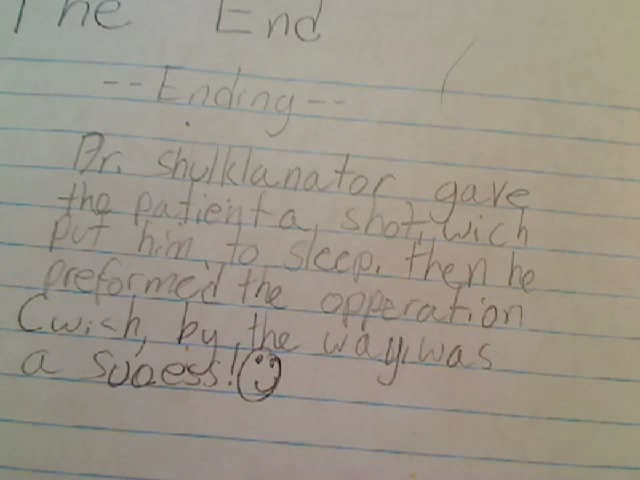 The End
--Ending--
Dr. shulklanator gave
the patient a shot, wich
put him to sleep. then he
preformed the opperation
(wich, by the way, was
a sucess!